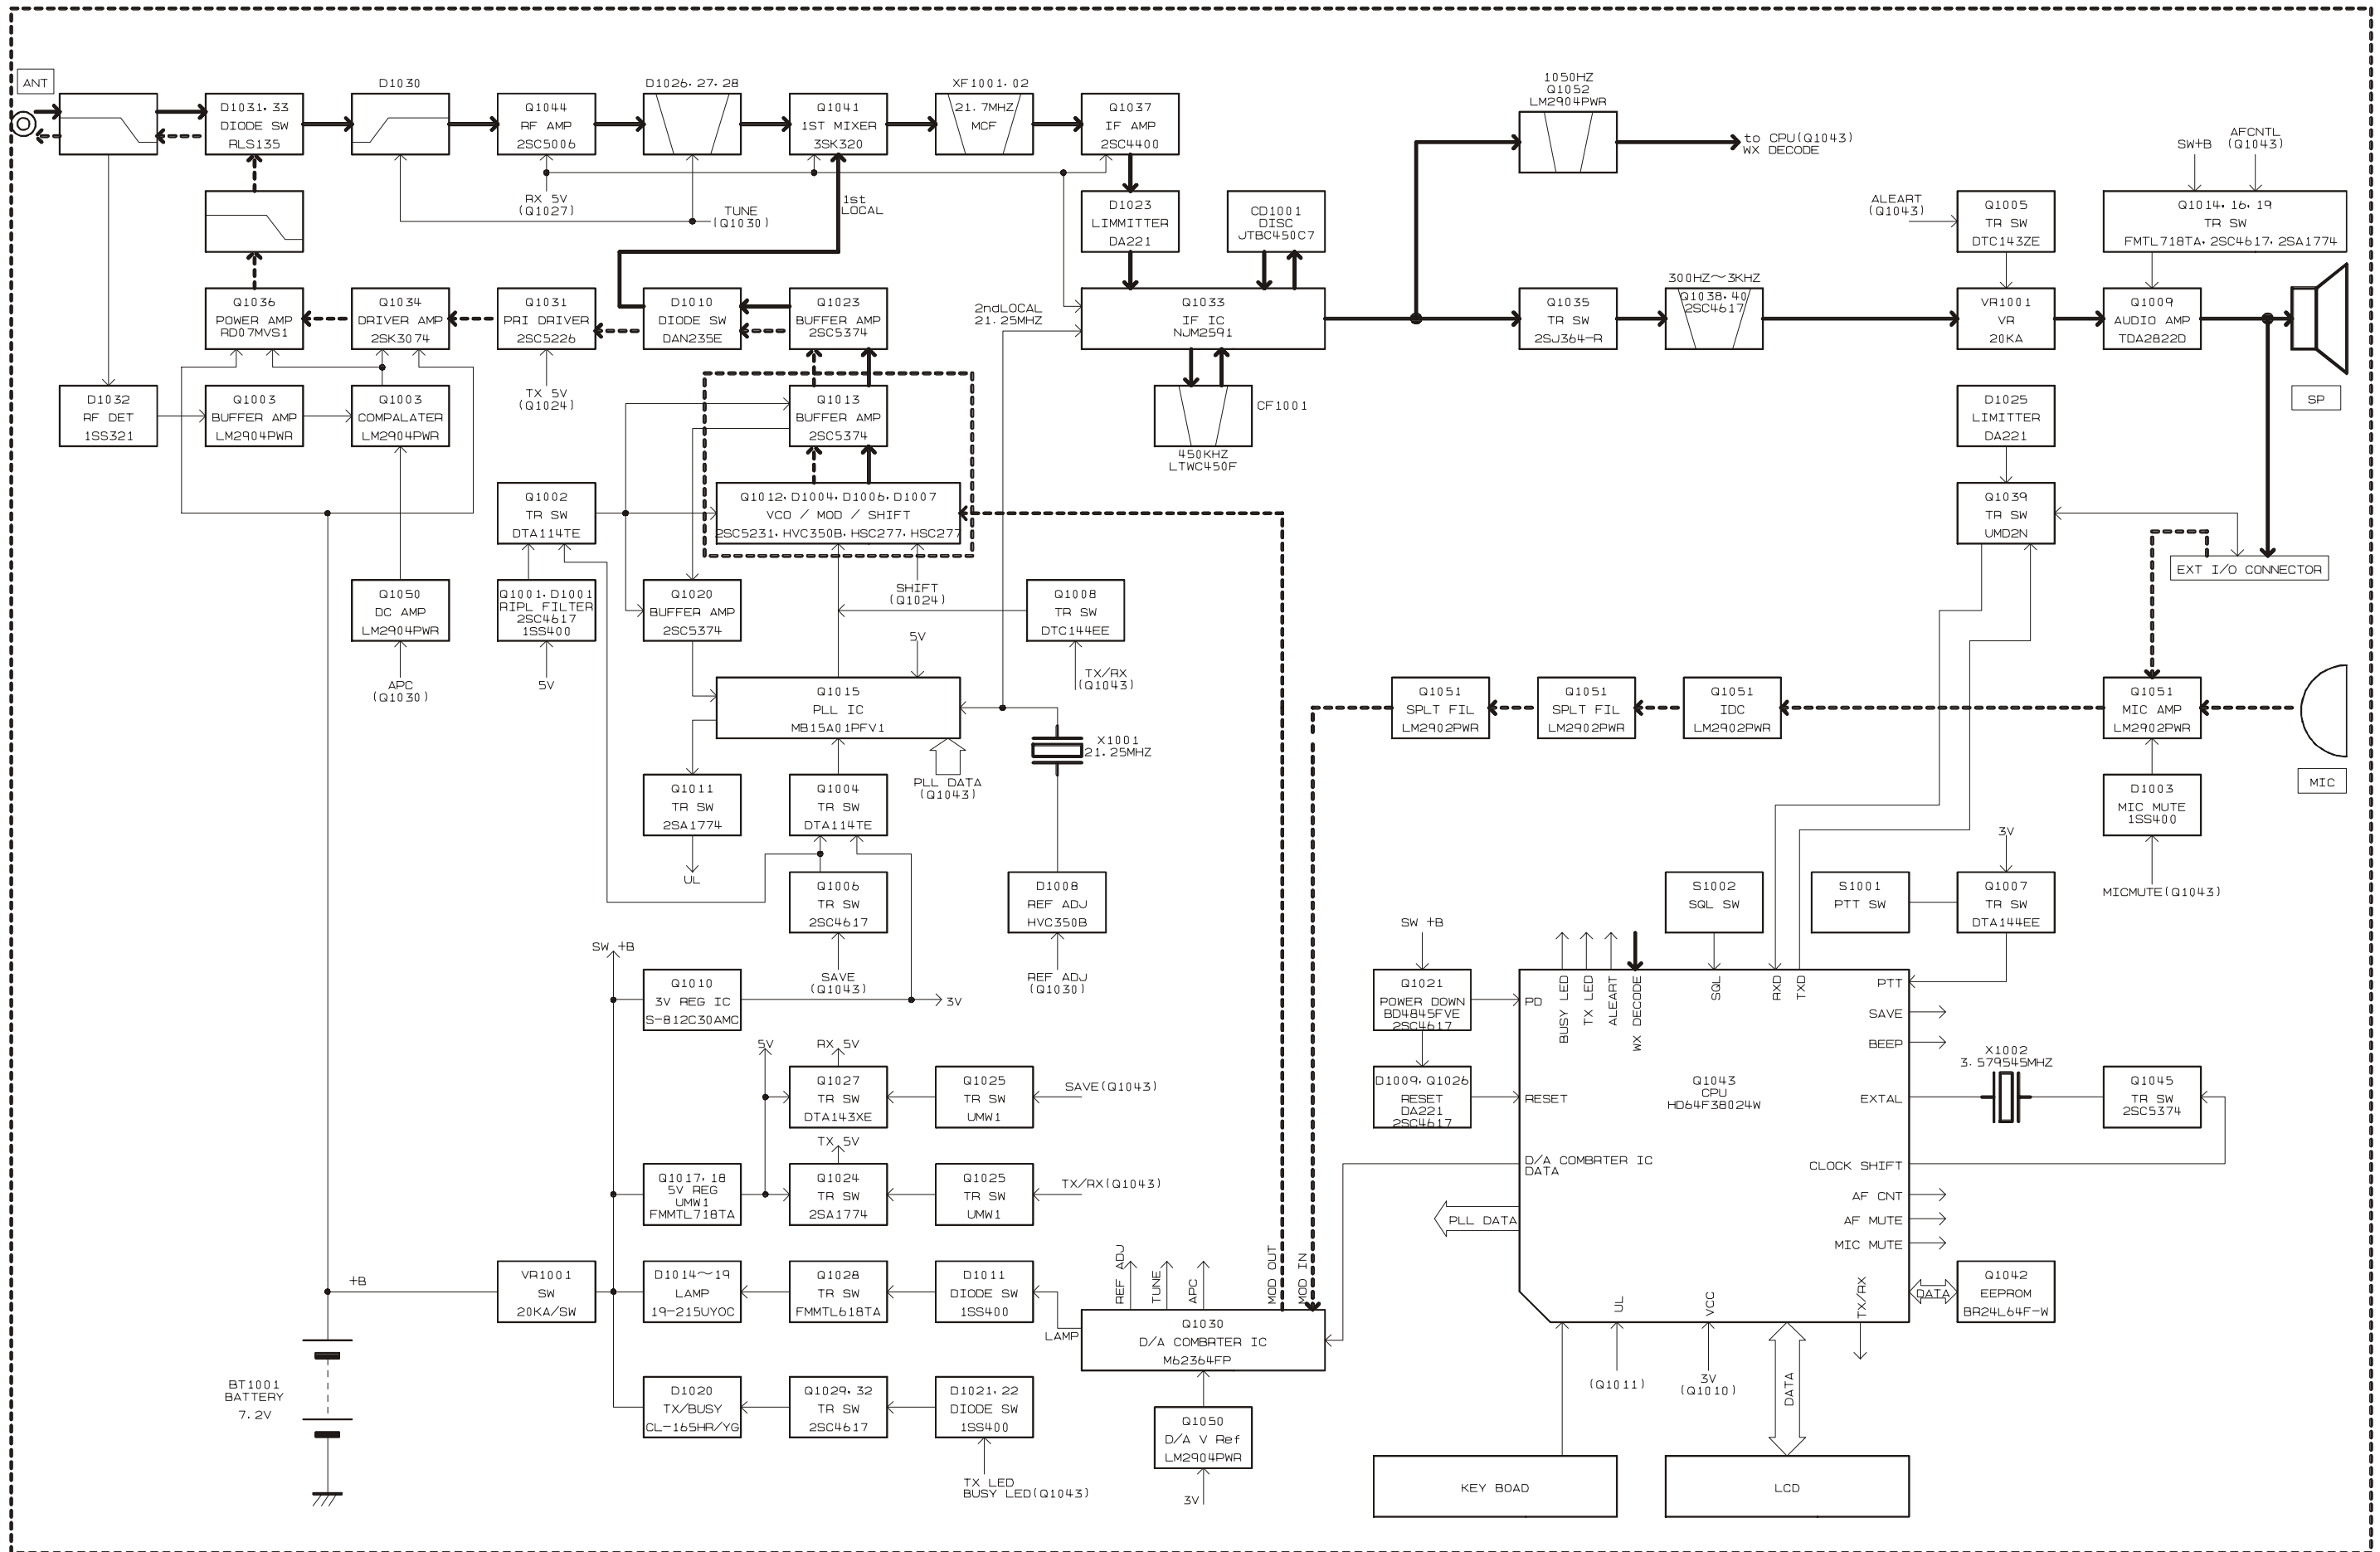 ANT
D1031, 33
DIODE SW
RLS135
D1030
Q1044
RF AMP
2SC5006
D1026, 27, 28
Q1041
1ST MIXER
3SK320
XF1001, 02
21. 7MHZ
MCF
Q1037
IF AMP
2SC4400
1050HZ
Q1052
LM2904PWR
to CPU(Q1043)
WX DECODE
SW+B
AFCNTL
(Q1043)
RX 5V
(Q1027)
TUNE
(Q1030)
1st
LOCAL
D1023
LIMMITTER
DA221
CD1001
DISC
JTBC450C7
ALEART
(Q1043)
Q1005
TR SW
DTC143ZE
Q1014, 16, 19
TR SW
FMTL718TA, 2SC4617, 2SA1774
Q1036
POWER AMP
RD07MVS1
Q1034
DRIVER AMP
2SK3074
Q1031
PRI DRIVER
2SC5226
D1010
DIODE SW
DAN235E
Q1023
BUFFER AMP
2SC5374
2ndLOCAL
21. 25MHZ
Q1033
IF IC
NJM2591
Q1035
TR SW
2SJ364-R
300HZ~3KHZ
Q1038, 40
2SC4617
VR1001
VR
20KA
Q1009
AUDIO AMP
TDA2822D
SP
D1032
RF DET
1SS321
Q1003
BUFFER AMP
LM2904PWR
Q1003
COMPALATER
LM2904PWR
TX 5V
(Q1024)
Q1013
BUFFER AMP
2SC5374
CF1001
450KHZ
LTWC450F
D1025
LIMITTER
DA221
Q1002
TR SW
DTA114TE
Q1012, D1004, D1006, D1007
VCO / MOD / SHIFT
2SC5231, HVC350B, HSC277, HSC277
Q1039
TR SW
UMD2N
EXT I/O CONNECTOR
Q1050
DC AMP
LM2904PWR
Q1001, D1001
RIPL FILTER
2SC4617
1SS400
Q1020
BUFFER AMP
2SC5374
SHIFT
(Q1024)
Q1008
TR SW
DTC144EE
APC
(Q1030)
5V
5V
TX/RX
(Q1043)
Q1015
PLL IC
MB15A01PFV1
Q1051
SPLT FIL
LM2902PWR
Q1051
SPLT FIL
LM2902PWR
Q1051
IDC
LM2902PWR
Q1051
MIC AMP
LM2902PWR
MIC
X1001
21. 25MHZ
PLL DATA
(Q1043)
Q1011
TR SW
2SA1774
UL
Q1004
TR SW
DTA114TE
D1003
MIC MUTE
1SS400
MICMUTE(Q1043)
3V
Q1006
TR SW
2SC4617
D1008
REF ADJ
HVC350B
S1002
SQL SW
S1001
PTT SW
Q1007
TR SW
DTA144EE
SW +B
SW +B
SAVE
(Q1043)
REF ADJ
(Q1030)
Q1010
3V REG IC
S-812C30AMC
3V
Q1021
POWER DOWN
BD4845FVE
2SC4617
PD
BUSY LED
TX LED
ALEART
WX DECODE
SQL
RXD
TXD
PTT
SAVE
BEEP
5V
RX 5V
Q1027
TR SW
DTA143XE
Q1025
TR SW
UMW1
SAVE(Q1043)
D1009, Q1026
RESET
DA221
2SC4617
RESET
Q1043
CPU
HD64F38024W
EXTAL
X1002
3. 579545MHZ
Q1045
TR SW
2SC5374
TX 5V
Q1017, 18
5V REG
UMW1
FMMTL718TA
Q1024
TR SW
2SA1774
Q1025
TR SW
UMW1
TX/RX(Q1043)
D/A COMBRTER IC
DATA
CLOCK SHIFT
PLL DATA
AF CNT
AF MUTE
MIC MUTE
+B
VR1001
SW
20KA/SW
D1014~19
LAMP
19-215UYOC
Q1028
TR SW
FMMTL618TA
D1011
DIODE SW
1SS400
LAMP
REF ADJ
TUNE
APC
MOD OUT
MOD IN
Q1030
D/A COMBRTER IC
M62364FP
UL
VCC
TX/RX
DATA
Q1042
EEPROM
BR24L64F-W
BT1001
BATTERY
7. 2V
D1020
TX/BUSY
CL-165HR/YG
Q1029, 32
TR SW
2SC4617
D1021, 22
DIODE SW
1SS400
TX LED
BUSY LED(Q1043)
Q1050
D/A V Ref
LM2904PWR
3V
(Q1011)
3V
(Q1010)
DATA
KEY BOAD
LCD